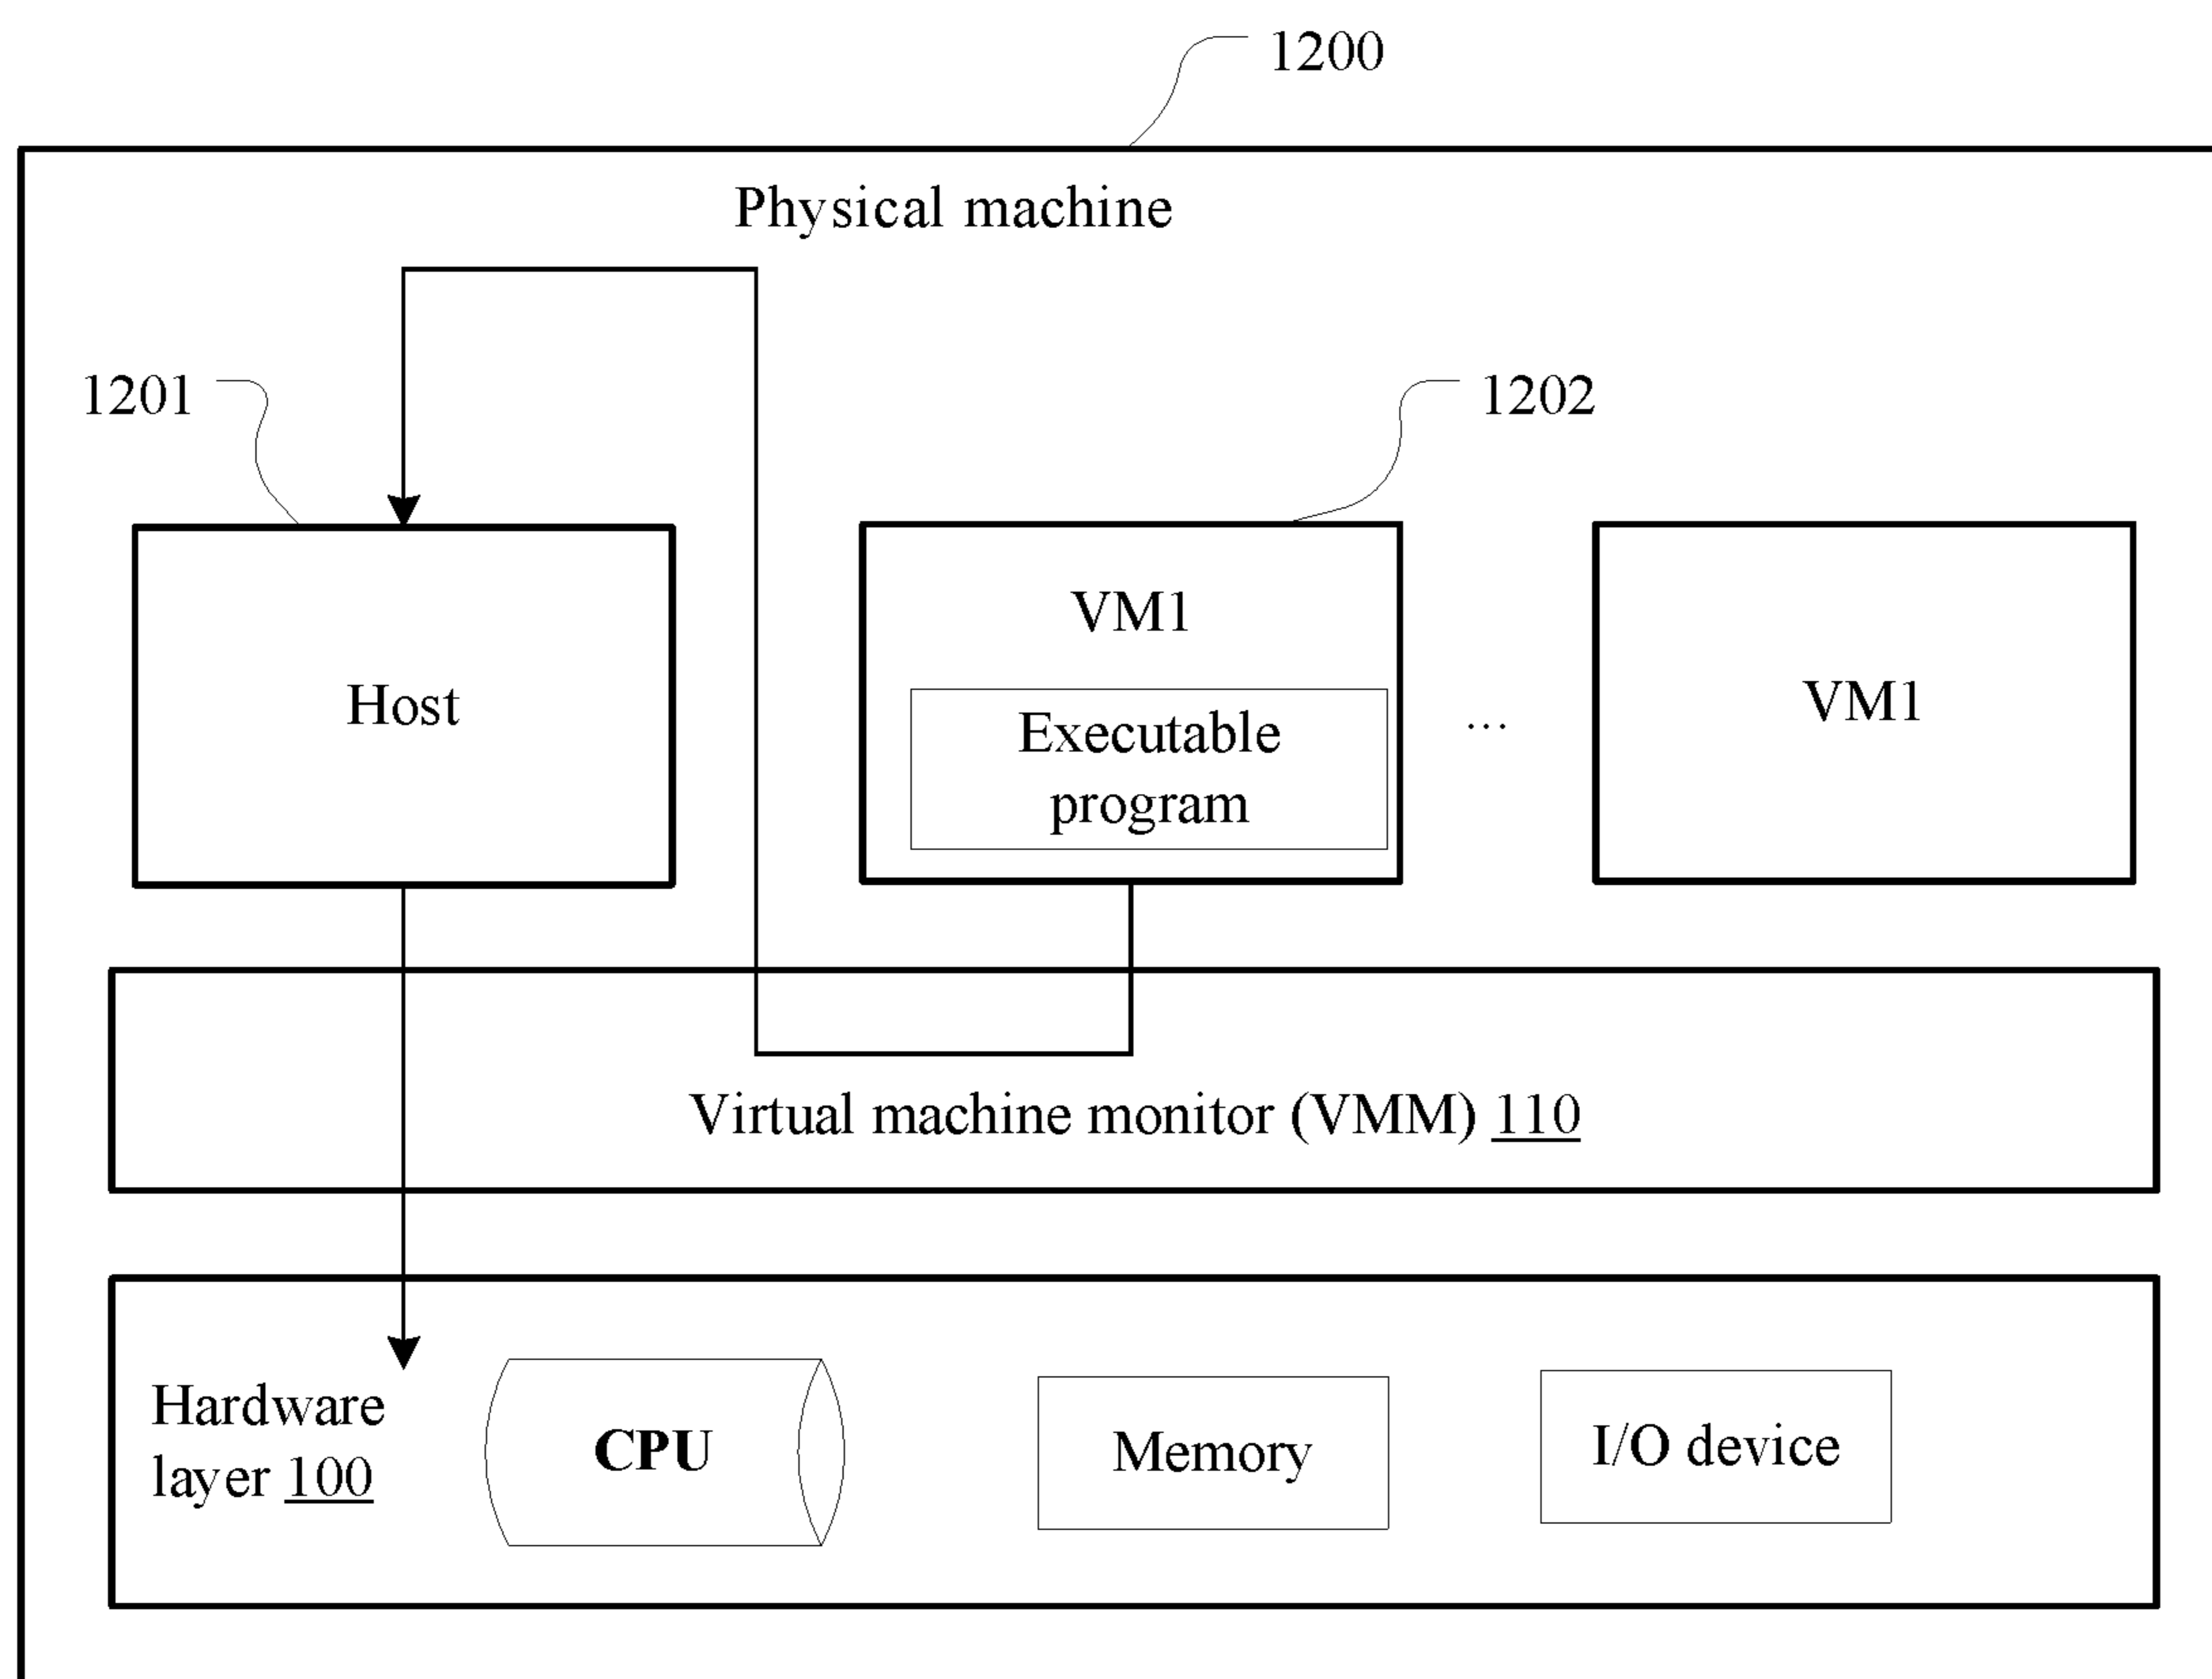 1200
Physical machine
1201
1202
Host
VM1
Executable
program
...
VM1
Virtual machine monitor (VMM) 110
Hardware
layer 100
CPU
Memory
I/O device